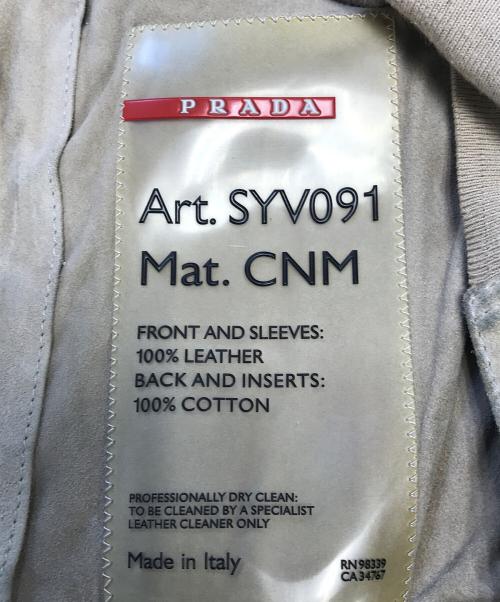 PRADA
Art. SYV091
Mat. CNM
FRONT AND SLEEVES:
100% LEATHER
BACK AND INSERTS:
100% COTTON
PROFESSIONALLY DRY CLEAN:
TO BE CLEANED BY A SPECIALIST
LEATHER CLEANER ONLY
Made in Italy
RN 98339
CA 34767